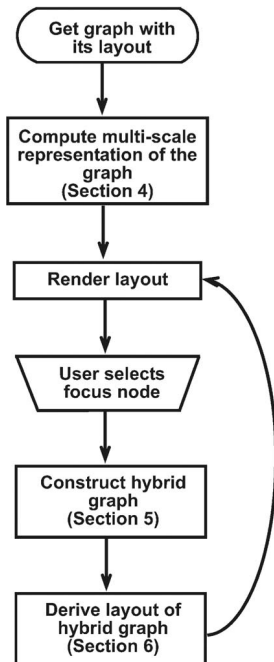 Get graph with
its layout
Compute multi-scale
representation of the
graph
(Section 4)
Render layout
User selects
focus node
Construct hybrid
graph
(Section 5)
Derive layout of
hybrid graph
(Section 6)